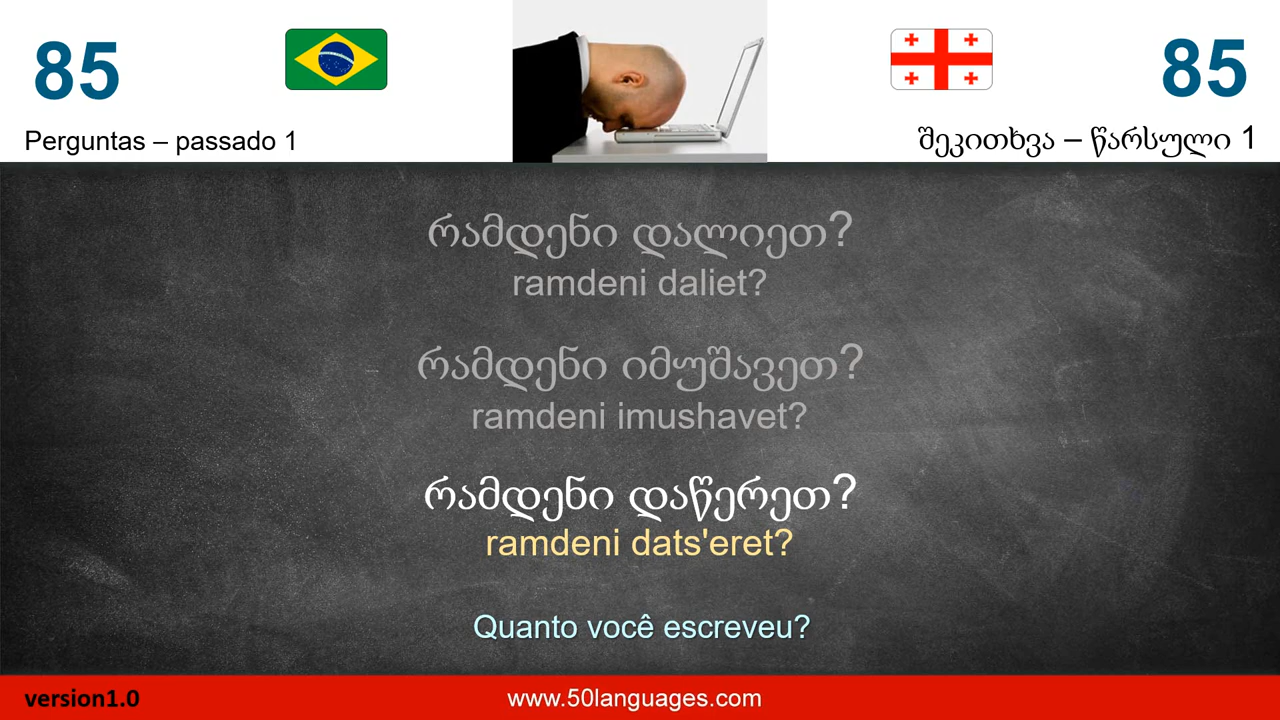 85
85
Perguntas – passado 1
შეკითხვა – წარსული 1
რამდენი დალიეთ?
ramdeni daliet?
რამდენი იმუშავეთ?
ramdeni imushavet?
რამდენი დაწერეთ?
ramdeni dats'eret?
Quanto você escreveu?
version1.0
www.50languages.com